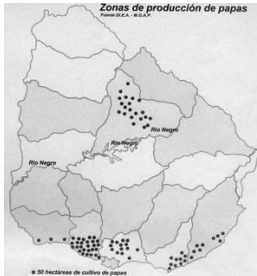 Zonas de producción de papas
Fuente DI.E.A. - M.G.A.P.
Río Negro
Río Negro
Río Negro
50 hectáreas de cultivo de papas